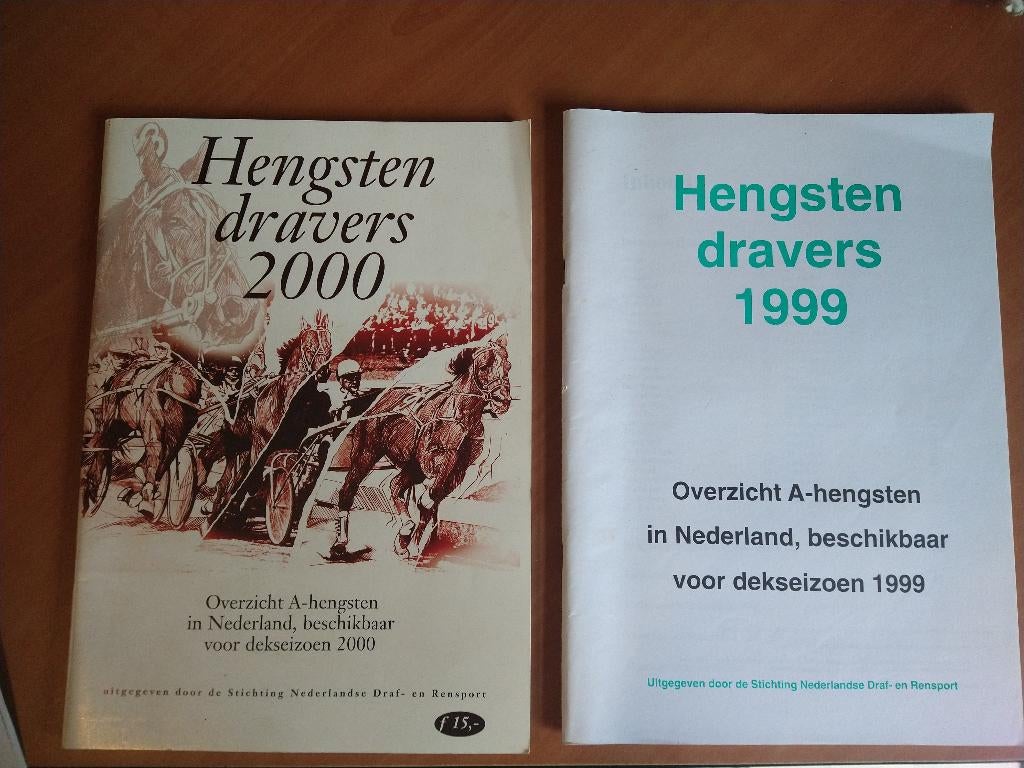 Hengsten
dravers
2000
Overzicht A-hengsten
in Nederland, beschikbaar
voor dekseizoen 2000
uitgegeven door de Stichting Nederlandse Draf- en Rensport
f 15,-
Hengsten
dravers
1999
Overzicht A-hengsten
in Nederland, beschikbaar
voor dekseizoen 1999
Uitgegeven door de Stichting Nederlandse Draf- en Rensport